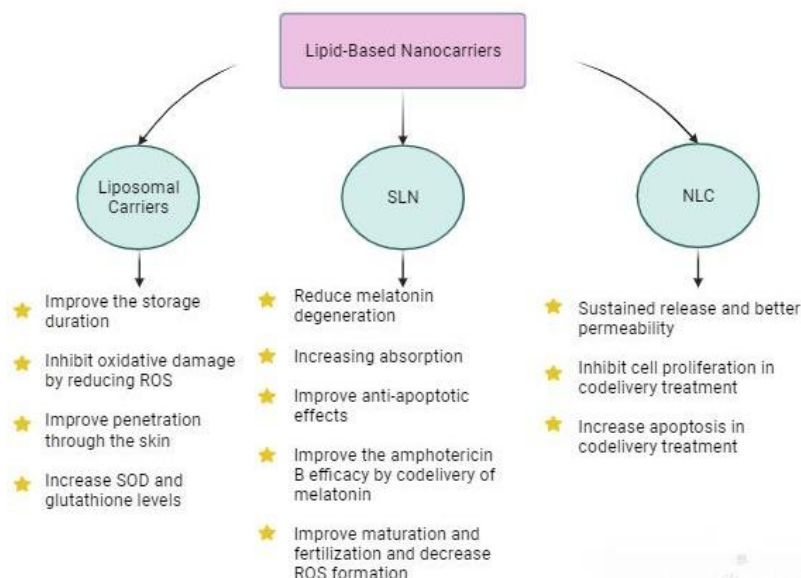 Lipid-Based Nanocarriers
Liposomal
Carriers
SLN
NLC
Improve the storage
duration
Inhibit oxidative damage
by reducing ROS
Improve penetration
through the skin
Increase SOD and
glutathione levels
Reduce melatonin
degeneration
Increasing absorption
Improve anti-apoptotic
effects
Improve the amphotericin
B efficacy by codelivery of
melatonin
Improve maturation and
fertilization and decrease
ROS formation
Sustained release and better
permeability
Inhibit cell proliferation in
codelivery treatment
Increase apoptosis in
codelivery treatment